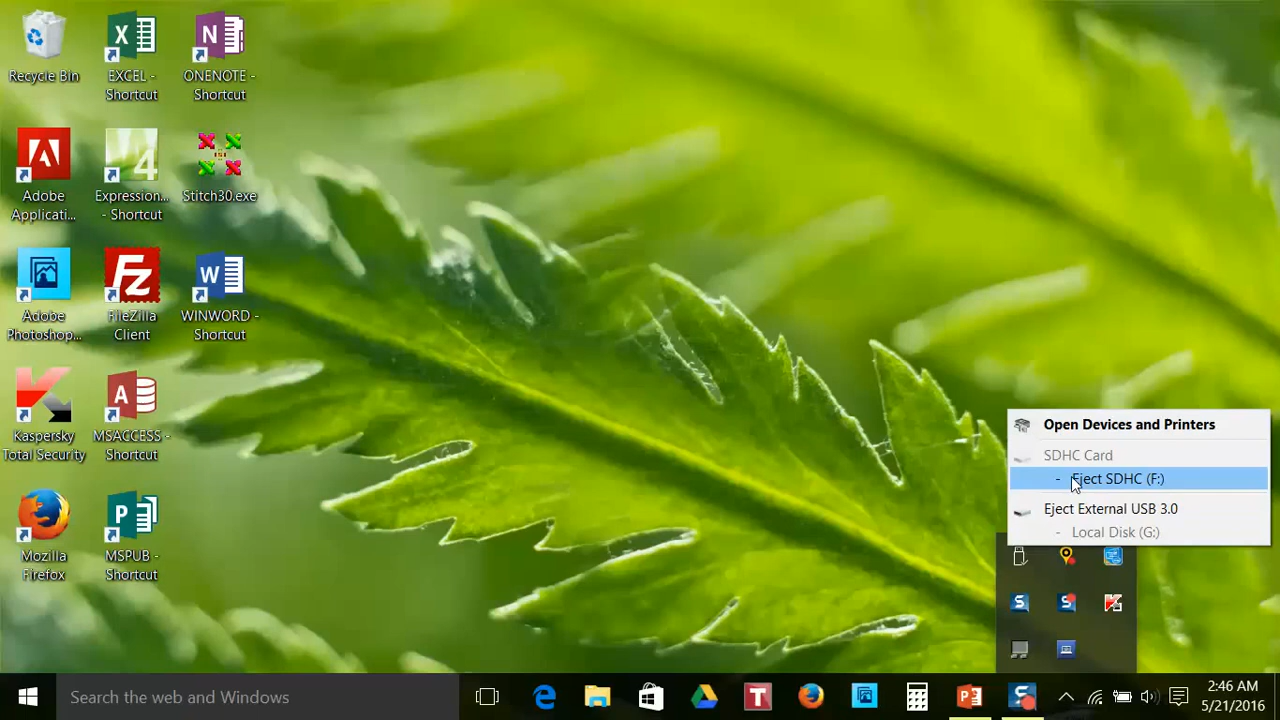 Recycle Bin
EXCEL -
Shortcut
ONENOTE -
Shortcut
Adobe
Applicati...
Expression...
- Shortcut
Stitch30.exe
Adobe
Photoshop...
FileZilla
Client
WINWORD -
Shortcut
Kaspersky
Total Security
MSACCESS -
Shortcut
Mozilla
Firefox
MSPUB -
Shortcut
Open Devices and Printers
SDHC Card
- Eject SDHC (F:)
Eject External USB 3.0
- Local Disk (G:)
Search the web and Windows
2:46 AM
5/21/2016